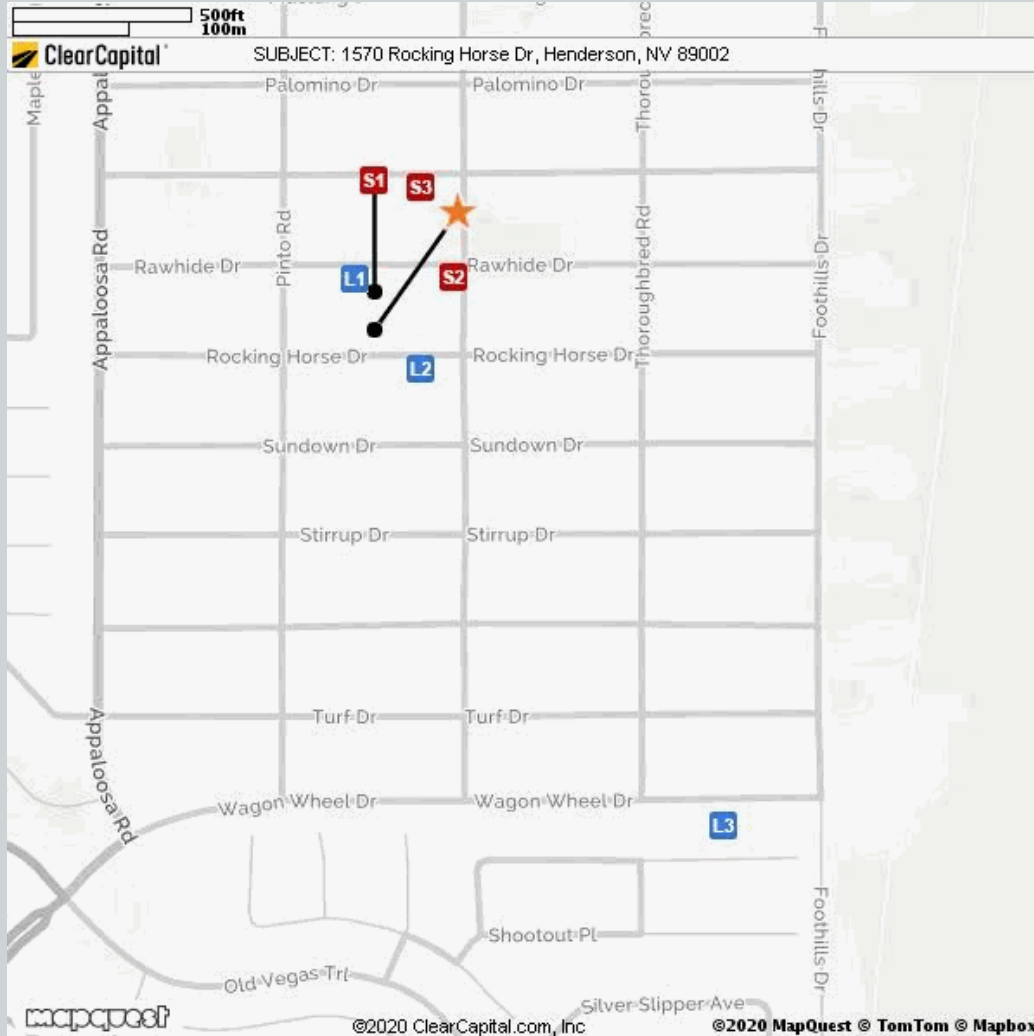 500ft
100m
ClearCapital
SUBJECT: 1570 Rocking Horse Dr, Henderson, NV 89002
Maple
Palomino Dr
Palomino Dr
S1
S3
Appaloosa Rd
Pinto Rd
Thoroughbred Rd
Foothills Dr
Rawhide Dr
L1
S2
Rawhide Dr
Rocking Horse Dr
Rocking Horse Dr
L2
Sundown Dr
Sundown Dr
Stirrup Dr
Stirrup Dr
Turf Dr
Turf Dr
Appaloosa Rd
Wagon Wheel Dr
Wagon Wheel Dr
L3
Foothills Dr
Shootout Pl
Old Vegas Trl
Silver Slipper Ave
mapquest
©2020 ClearCapital.com, Inc
©2020 MapQuest © TomTom © Mapbox